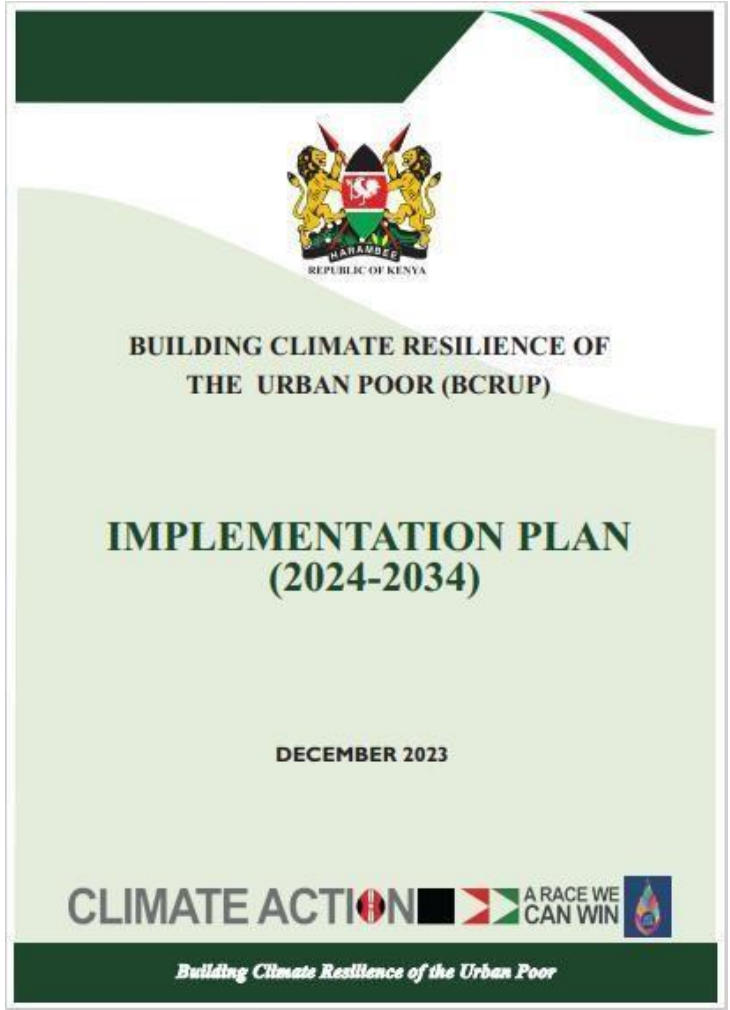 HARAMBEE
REPUBLIC OF KENYA
BUILDING CLIMATE RESILIENCE OF
THE URBAN POOR (BCRUP)
IMPLEMENTATION PLAN
(2024-2034)
DECEMBER 2023
CLIMATE ACTION
A RACE WE
CAN WIN
Building Climate Resilience of the Urban Poor